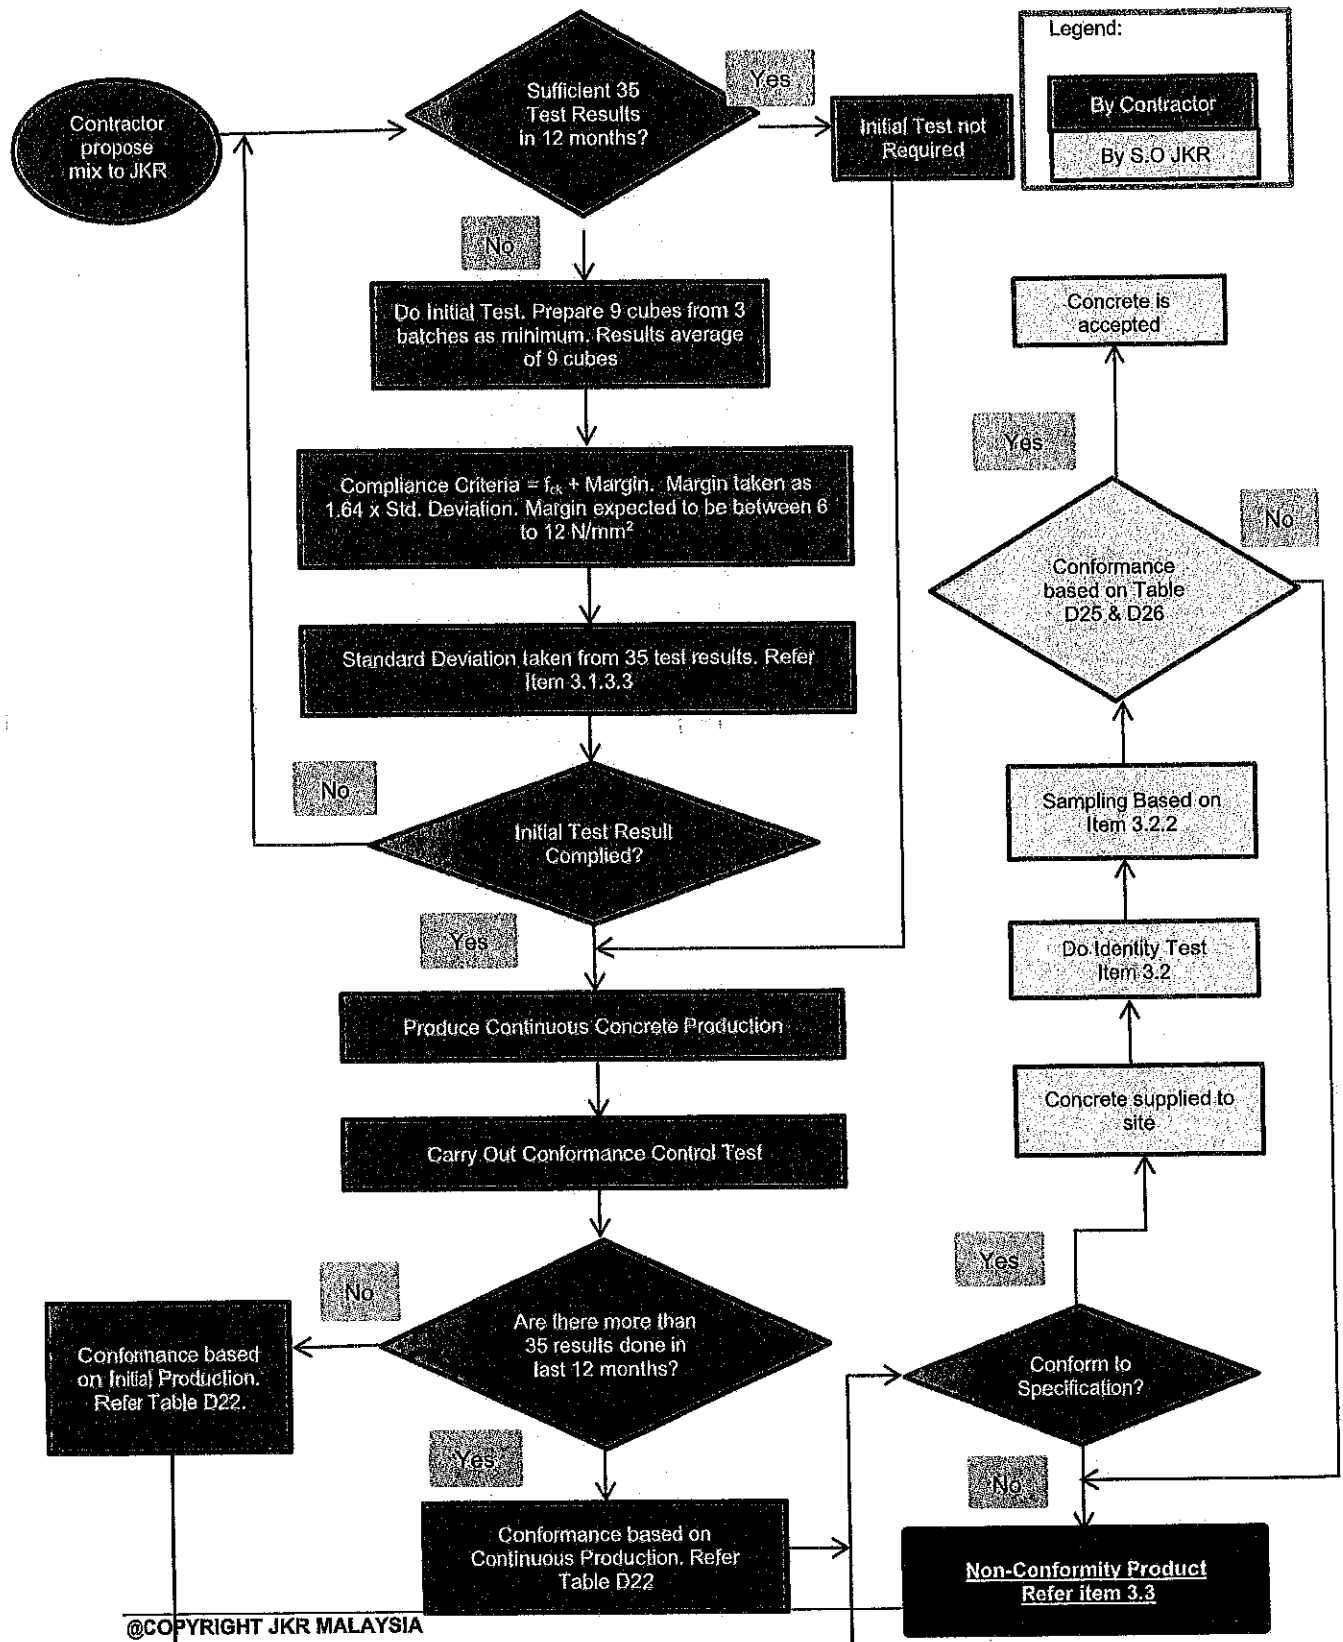 Legend:
By Contractor
By S.O JKR
Contractor
propose
mix to JKR
Sufficient 35
Test Results
in 12 months?
Yes
Initial Test not
Required
No
Do Initial Test. Prepare 9 cubes from 3
batches as minimum. Results average
of 9 cubes
Compliance Criteria = fck + Margin. Margin taken as
1.64 x Std. Deviation. Margin expected to be between 6
to 12 N/mm²
Standard Deviation taken from 35 test results. Refer
Item 3.1.3.3
No
Initial Test Result
Complied?
Yes
Produce Continuous Concrete Production
Carry Out Conformance Control Test
No
Are there more than
35 results done in
last 12 months?
Conformance based
on Initial Production.
Refer Table D22.
Yes
Conformance based on
Continuous Production. Refer
Table D22
Concrete is
accepted
Yes
No
Conformance
based on Table
D25 & D26
Sampling Based on
Item 3.2.2
Do Identity Test
Item 3.2
Concrete supplied to
site
Yes
Conform to
Specification?
No
Non-Conformity Product
Refer item 3.3
@COPYRIGHT JKR MALAYSIA